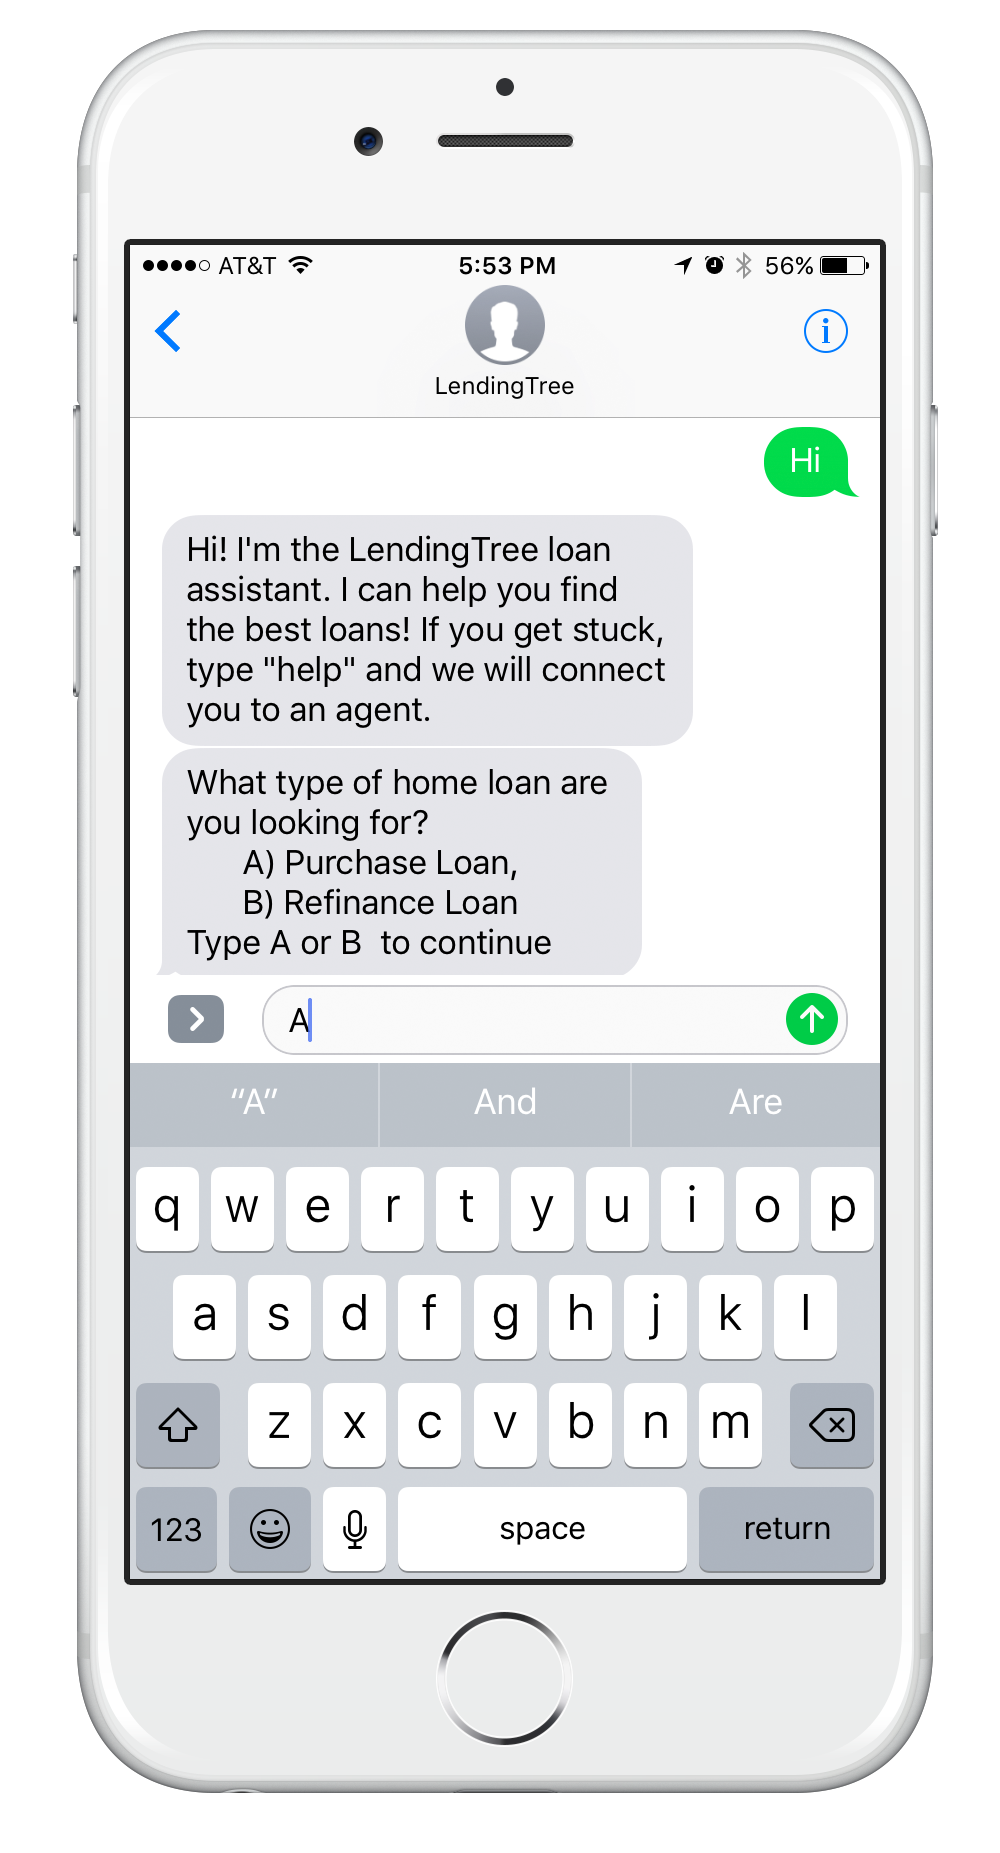 AT&T 5:53 PM 56%
LendingTree
Hi
Hi! I'm the LendingTree loan
assistant. I can help you find
the best loans! If you get stuck,
type "help" and we will connect
you to an agent.
What type of home loan are
you looking for?
A) Purchase Loan,
B) Refinance Loan
Type A or B  to continue
A
“A” And Are
q w e r t y u i o p
a s d f g h j k l
z x c v b n m
123 space return